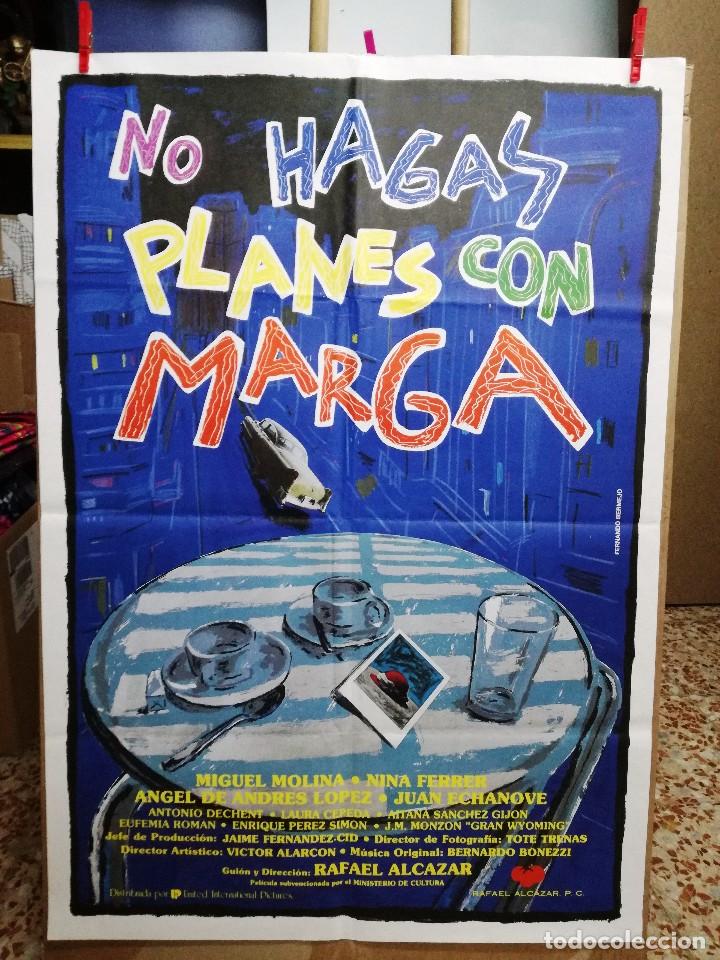 NO HAGAS
PLANES CON
MARGA
FERNANDO BERMEJO
MIGUEL MOLINA • NINA FERRER
ANGEL DE ANDRES LOPEZ • JUAN ECHANOVE
ANTONIO DECHENT • LAURA CEPEDA • AITANA SANCHEZ GIJON
EUFEMIA ROMAN • ENRIQUE PEREZ SIMON • J.M. MONZON "GRAN WYOMING"
Jefe de Producción: JAIME FERNANDEZ-CID • Director de Fotografía: TOTE TRENAS
Director Artístico: VICTOR ALARCON • Música Original: BERNARDO BONEZZI
Guión y Dirección: RAFAEL ALCAZAR
Película subvencionada por el MINISTERIO DE CULTURA
Distribuida por United International Pictures
RAFAEL ALCAZAR, P. C.
todocoleccion